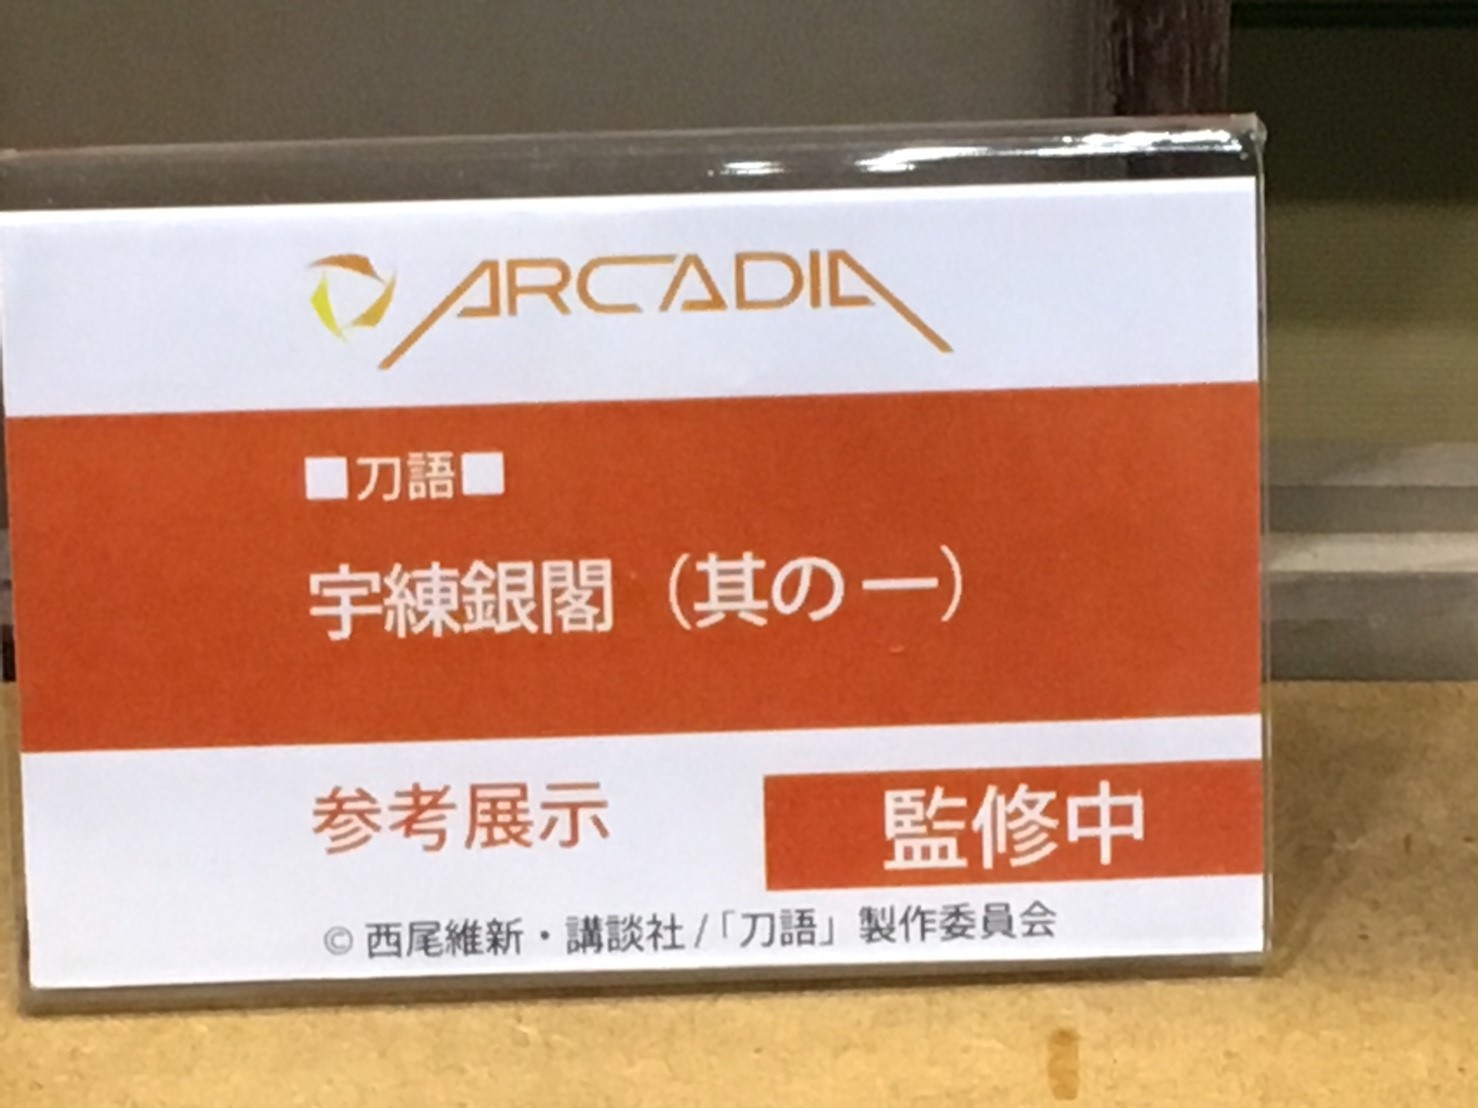 ARCADIA
■刀語■
宇練銀閣（其の一）
参考展示
監修中
© 西尾維新・講談社/「刀語」製作委員会